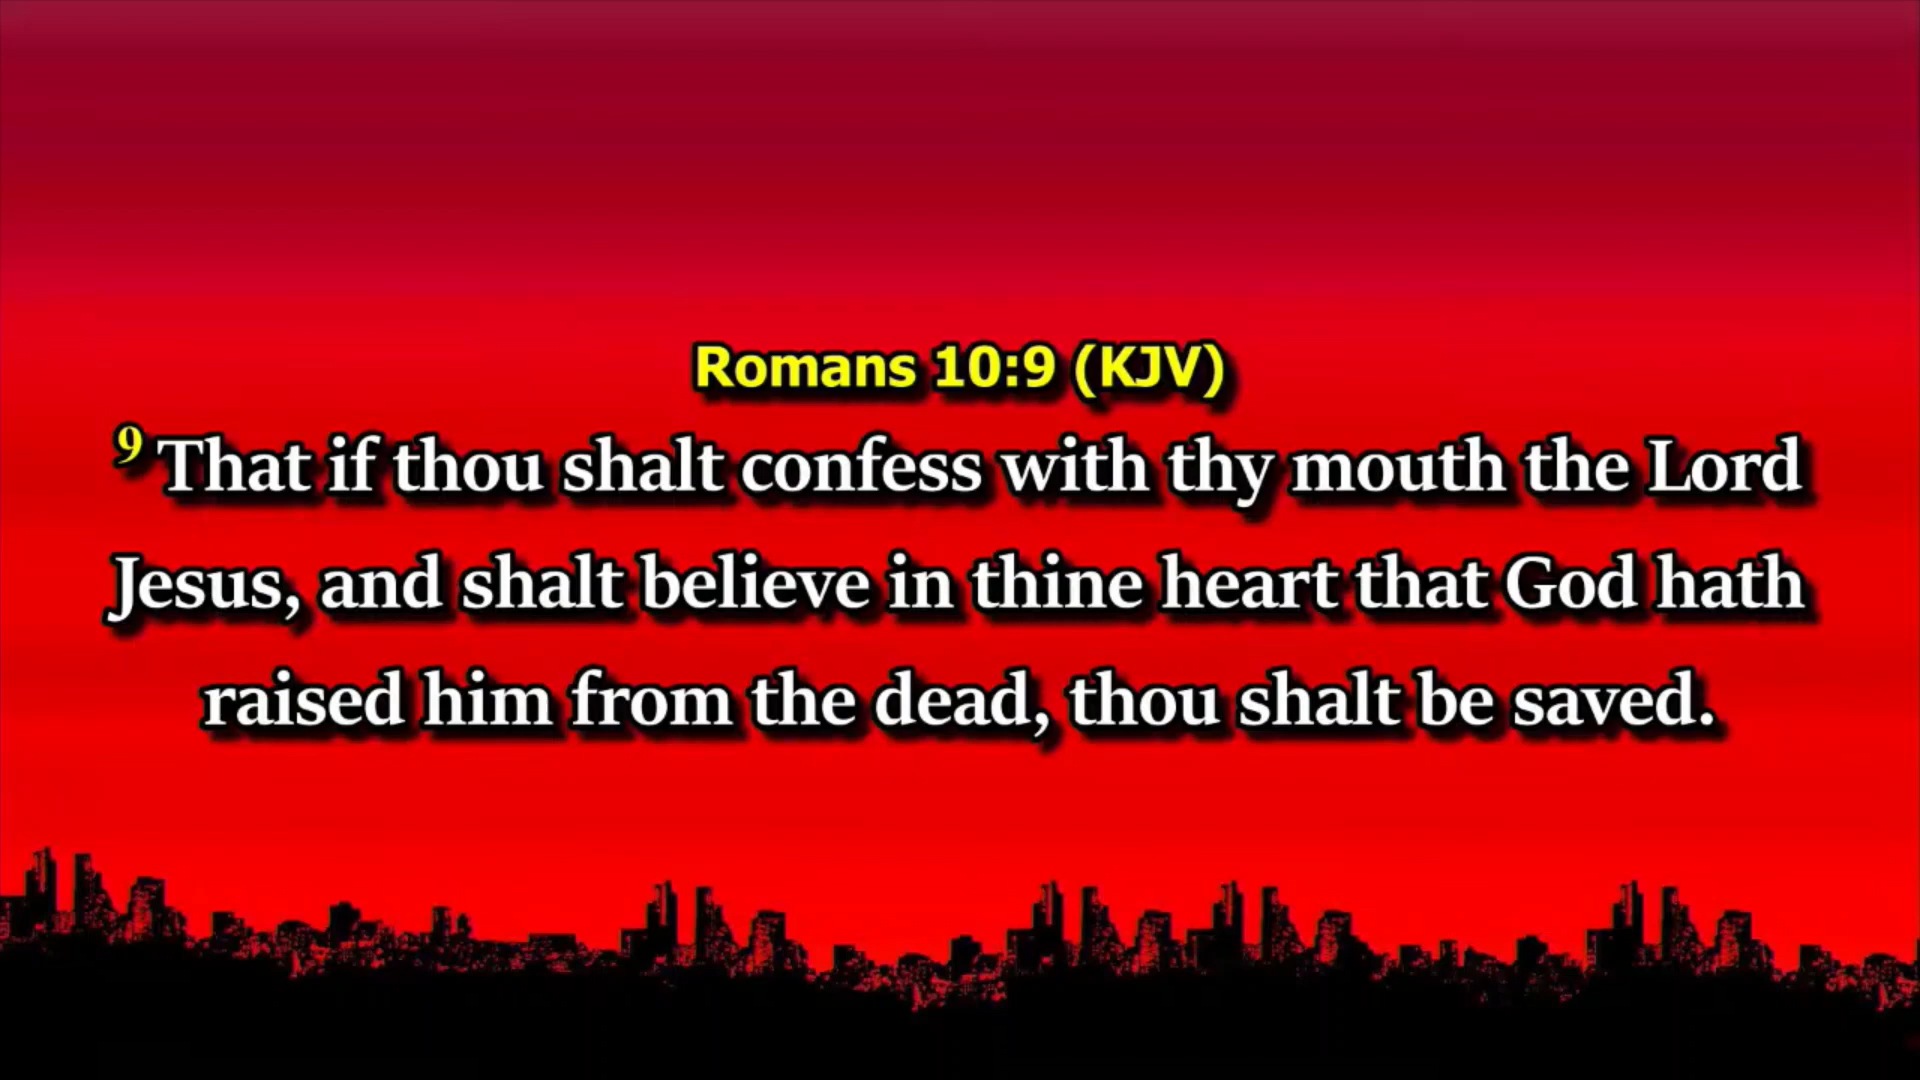 Romans 10:9 (KJV)
9 That if thou shalt confess with thy mouth the Lord
Jesus, and shalt believe in thine heart that God hath
raised him from the dead, thou shalt be saved.